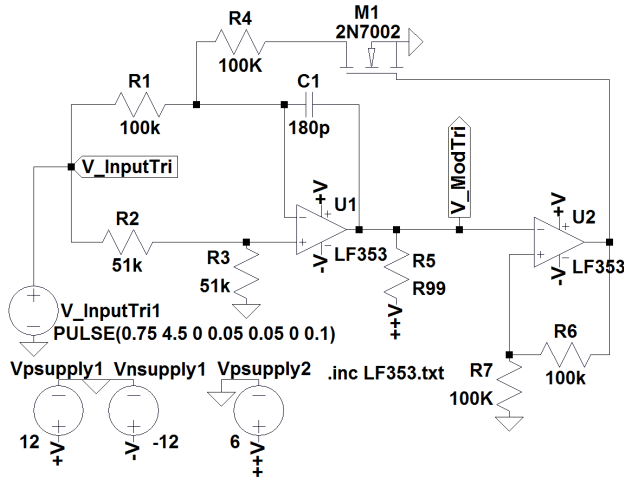 M1
2N7002
R4
100K
R1
100k
C1
180p
V_InputTri
V_ModTri
+V
U1
-V
LF353
+V
U2
-V
LF353
R2
51k
R3
51k
R5
R99
++V
V_InputTri1
PULSE(0.75 4.5 0 0.05 0.05 0 0.1)
R6
100k
R7
100K
Vpsupply1
Vnsupply1
Vpsupply2
.inc LF353.txt
12
-12
6
+V
-V
++V